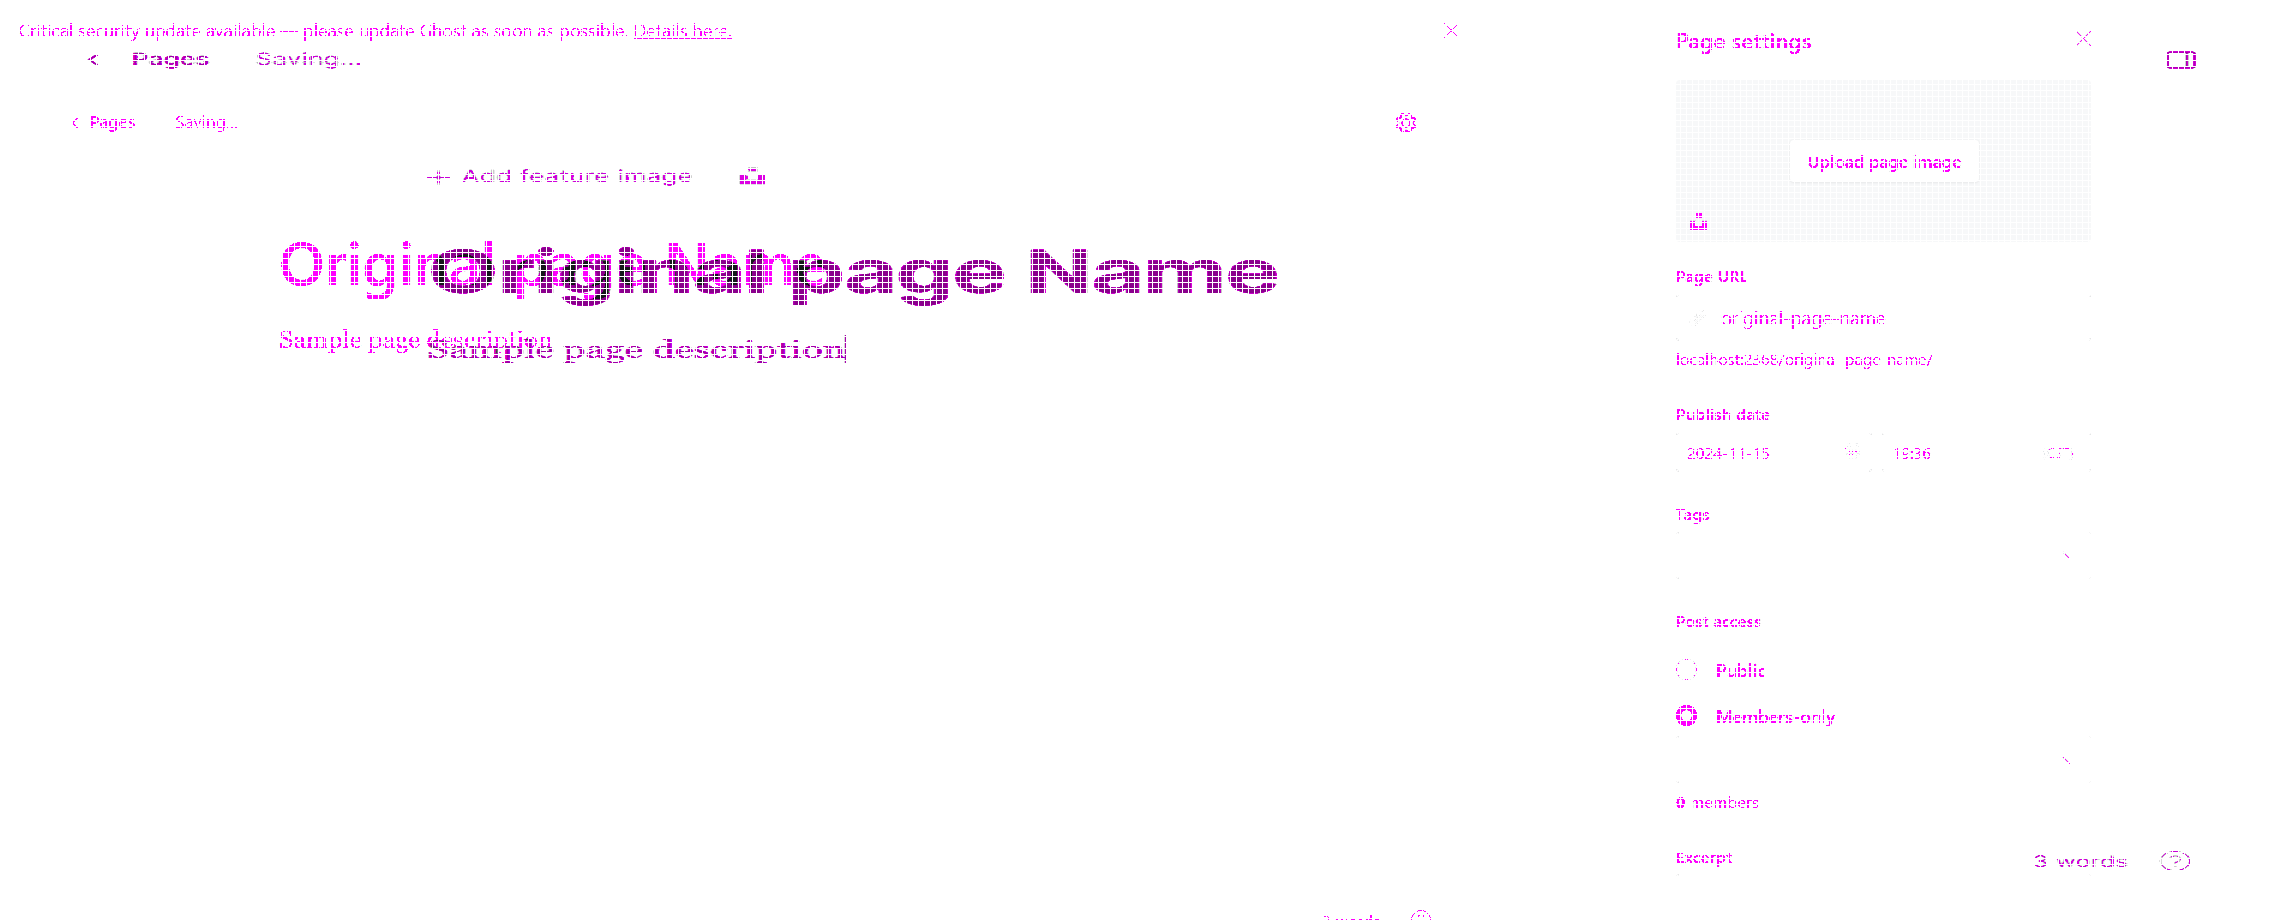 Critical security update available — please update Ghost as soon as possible. Details here.
Pages Saving...
Pages Saving...
Add feature image
Original page Name
Original page Name
Sample page description
Sample page description
Page settings
Upload page image
Page URL
original-page-name
localhost:2368/original-page-name/
Publish date
2024-11-15 19:36
Tags
Post access
Public
Members-only
0 members
Excerpt
3 words
words